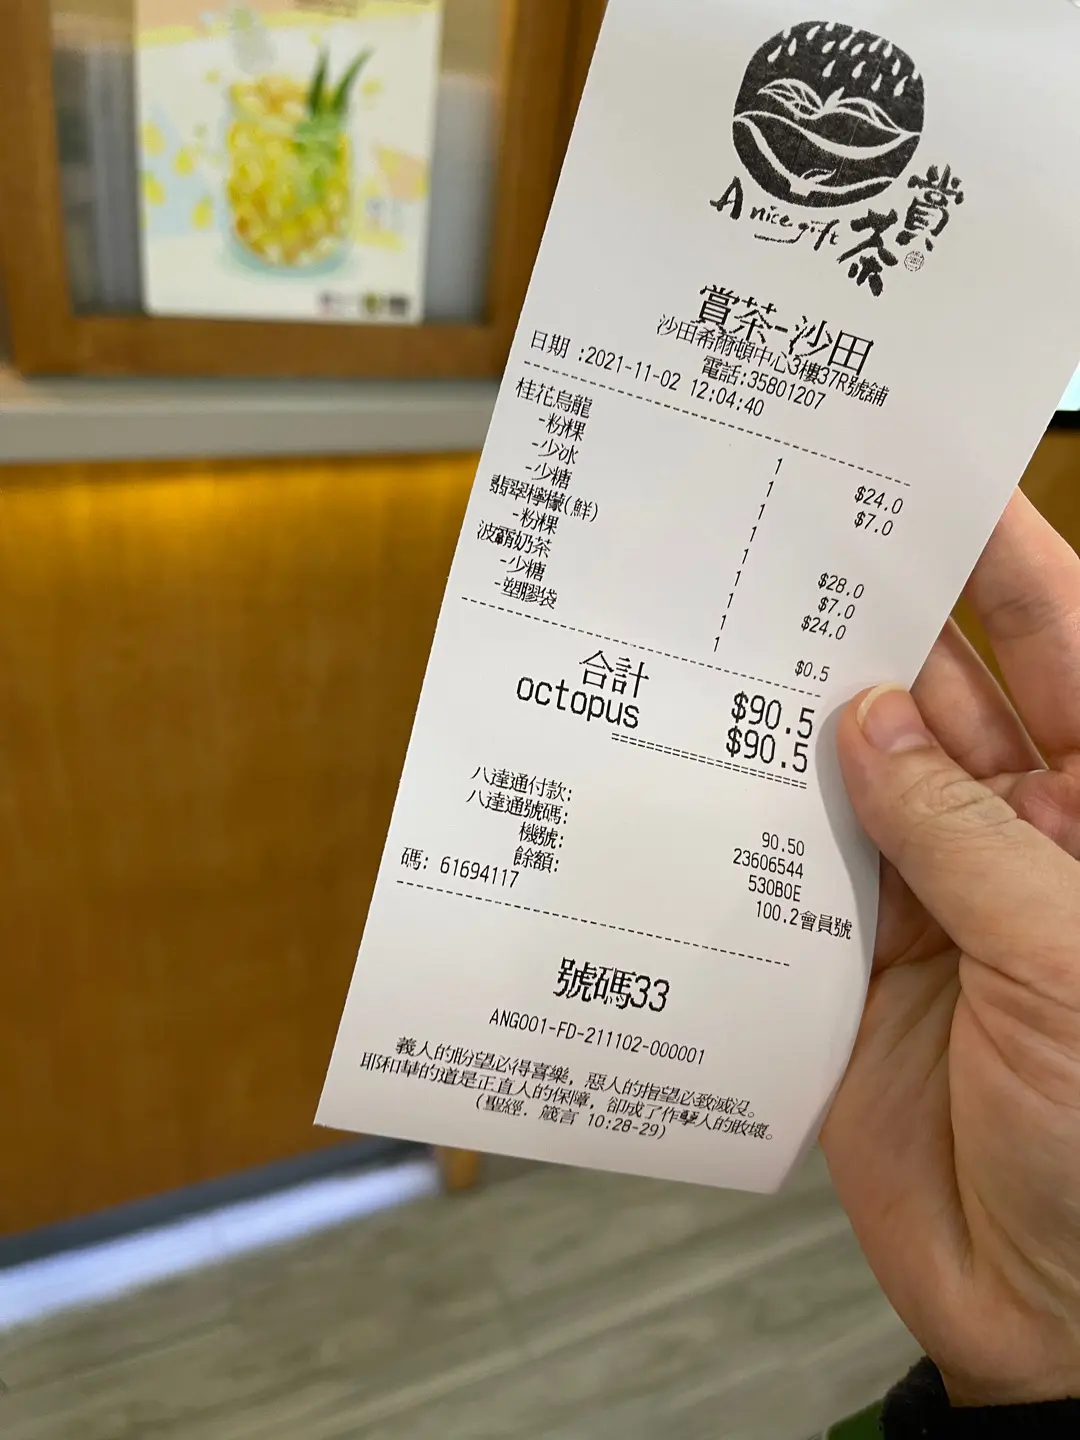 A nice gift 賞茶
賞茶-沙田
沙田希爾頓中心3樓37R號舖
電話:35801207
日期 :2021-11-02 12:04:40
桂花烏龍 1 $24.0
-粉粿 1 $7.0
-少冰 1
-少糖 1
翡翠檸檬(鮮) 1 $28.0
-粉粿 1 $7.0
波霸奶茶 1 $24.0
-少糖 1
-塑膠袋 1 $0.5
合計 $90.5
octopus $90.5
八達通付款: 90.50
八達通號碼: 23606544
機號: 530B0E
餘額: 100.2會員號
碼: 61694117
號碼33
ANG001-FD-211102-000001
義人的盼望必得喜樂，惡人的指望必致滅沒。
耶和華的道是正直人的保障，卻成了作孽人的敗壞。
(聖經. 箴言 10:28-29)